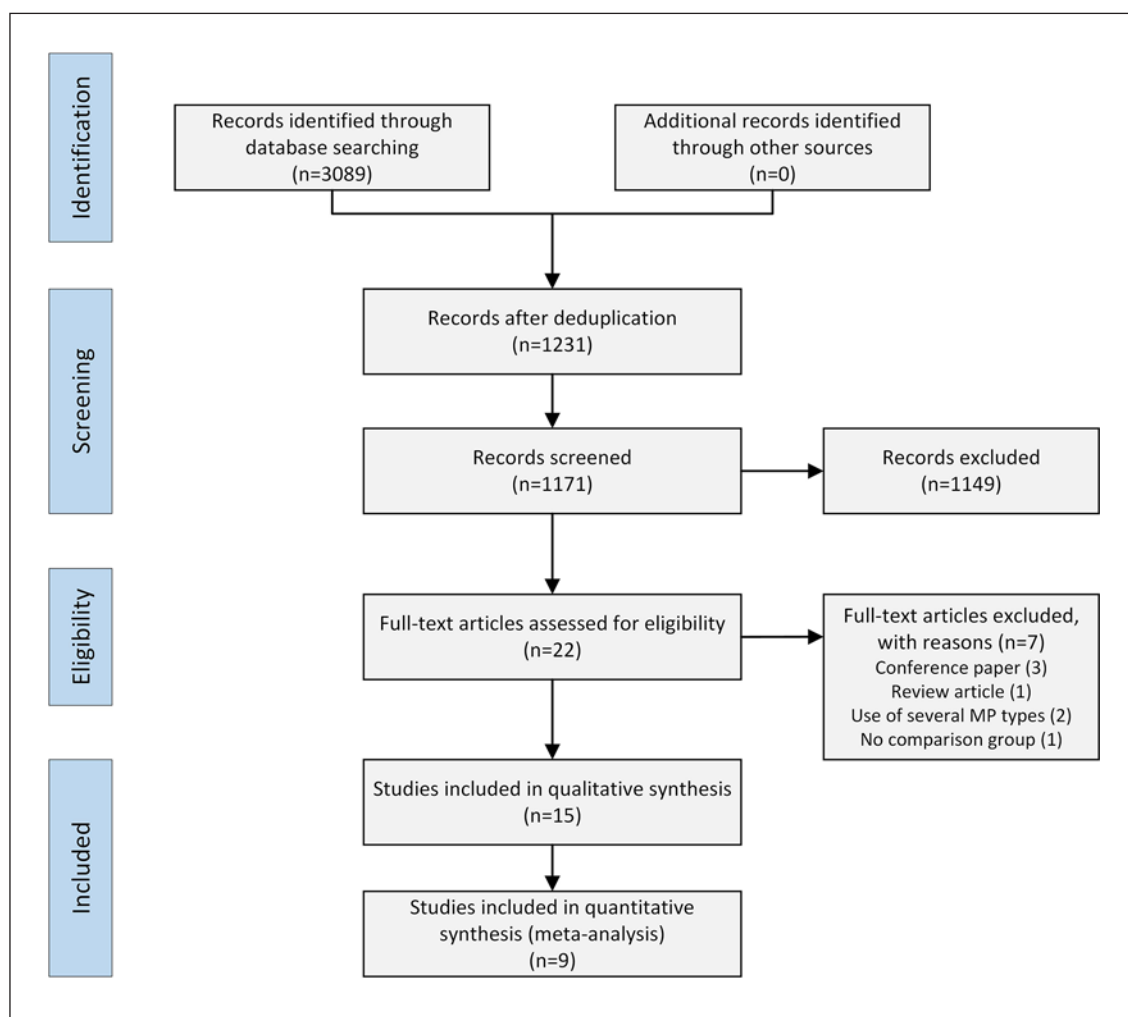 Identification
Records identified through
database searching
(n=3089)
Additional records identified
through other sources
(n=0)
Screening
Records after deduplication
(n=1231)
Records screened
(n=1171)
Records excluded
(n=1149)
Eligibility
Full-text articles assessed for eligibility
(n=22)
Full-text articles excluded,
with reasons (n=7)
Conference paper (3)
Review article (1)
Use of several MP types (2)
No comparison group (1)
Included
Studies included in qualitative synthesis
(n=15)
Studies included in quantitative
synthesis (meta-analysis)
(n=9)